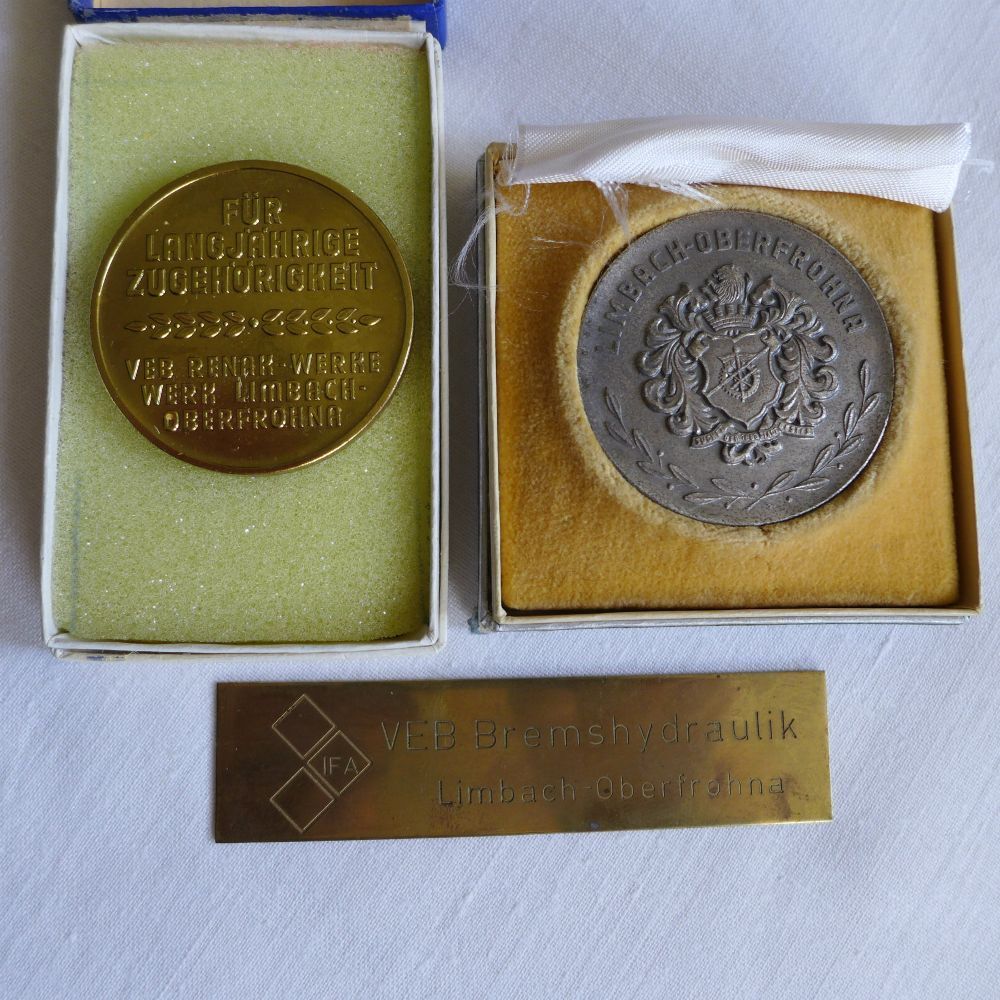 FÜR
LANGJÄHRIGE
ZUGEHÖRIGKEIT
VEB RENAK-WERKE
WERK LIMBACH-
OBERFROHNA
LIMBACH-OBERFROHNA
IFA
VEB Bremshydraulik
Limbach-Oberfrohna